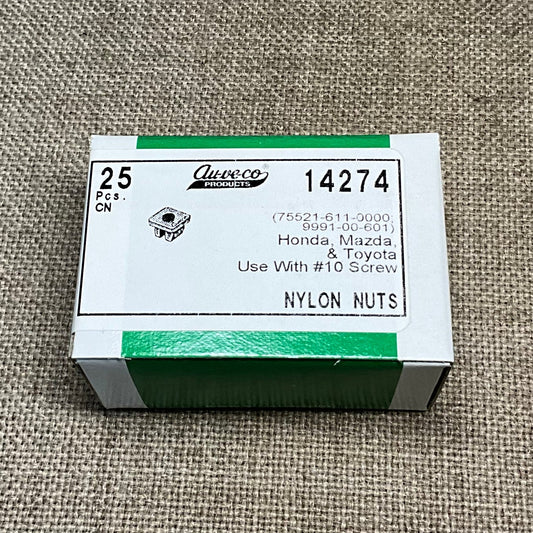 25
Pcs.
CN
au·ve·co®
PRODUCTS
14274
(75521-611-0000;
9991-00-601)
Honda, Mazda,
& Toyota
Use With #10 Screw
NYLON NUTS